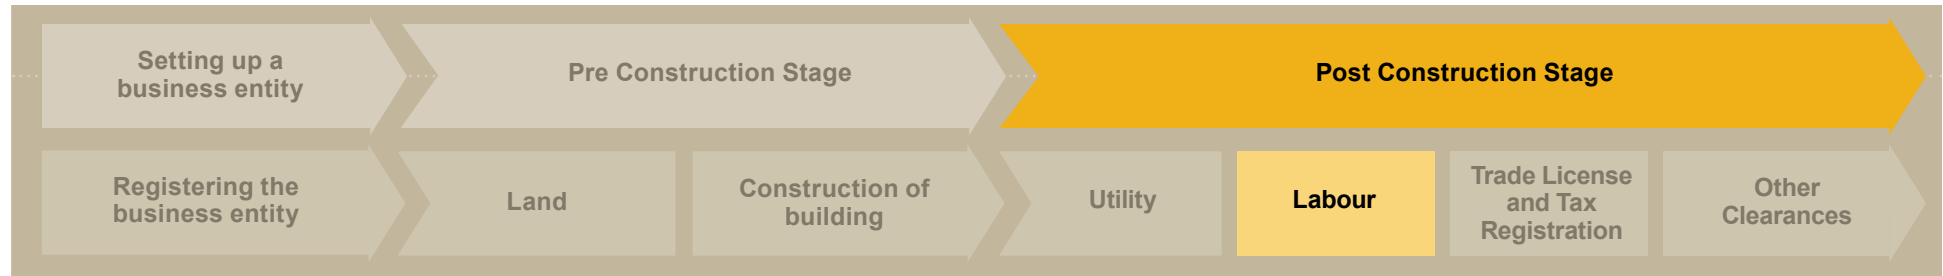 Setting up a
business entity
Pre Construction Stage
Post Construction Stage
Registering the
business entity
Land
Construction of
building
Utility
Labour
Trade License
and Tax
Registration
Other
Clearances